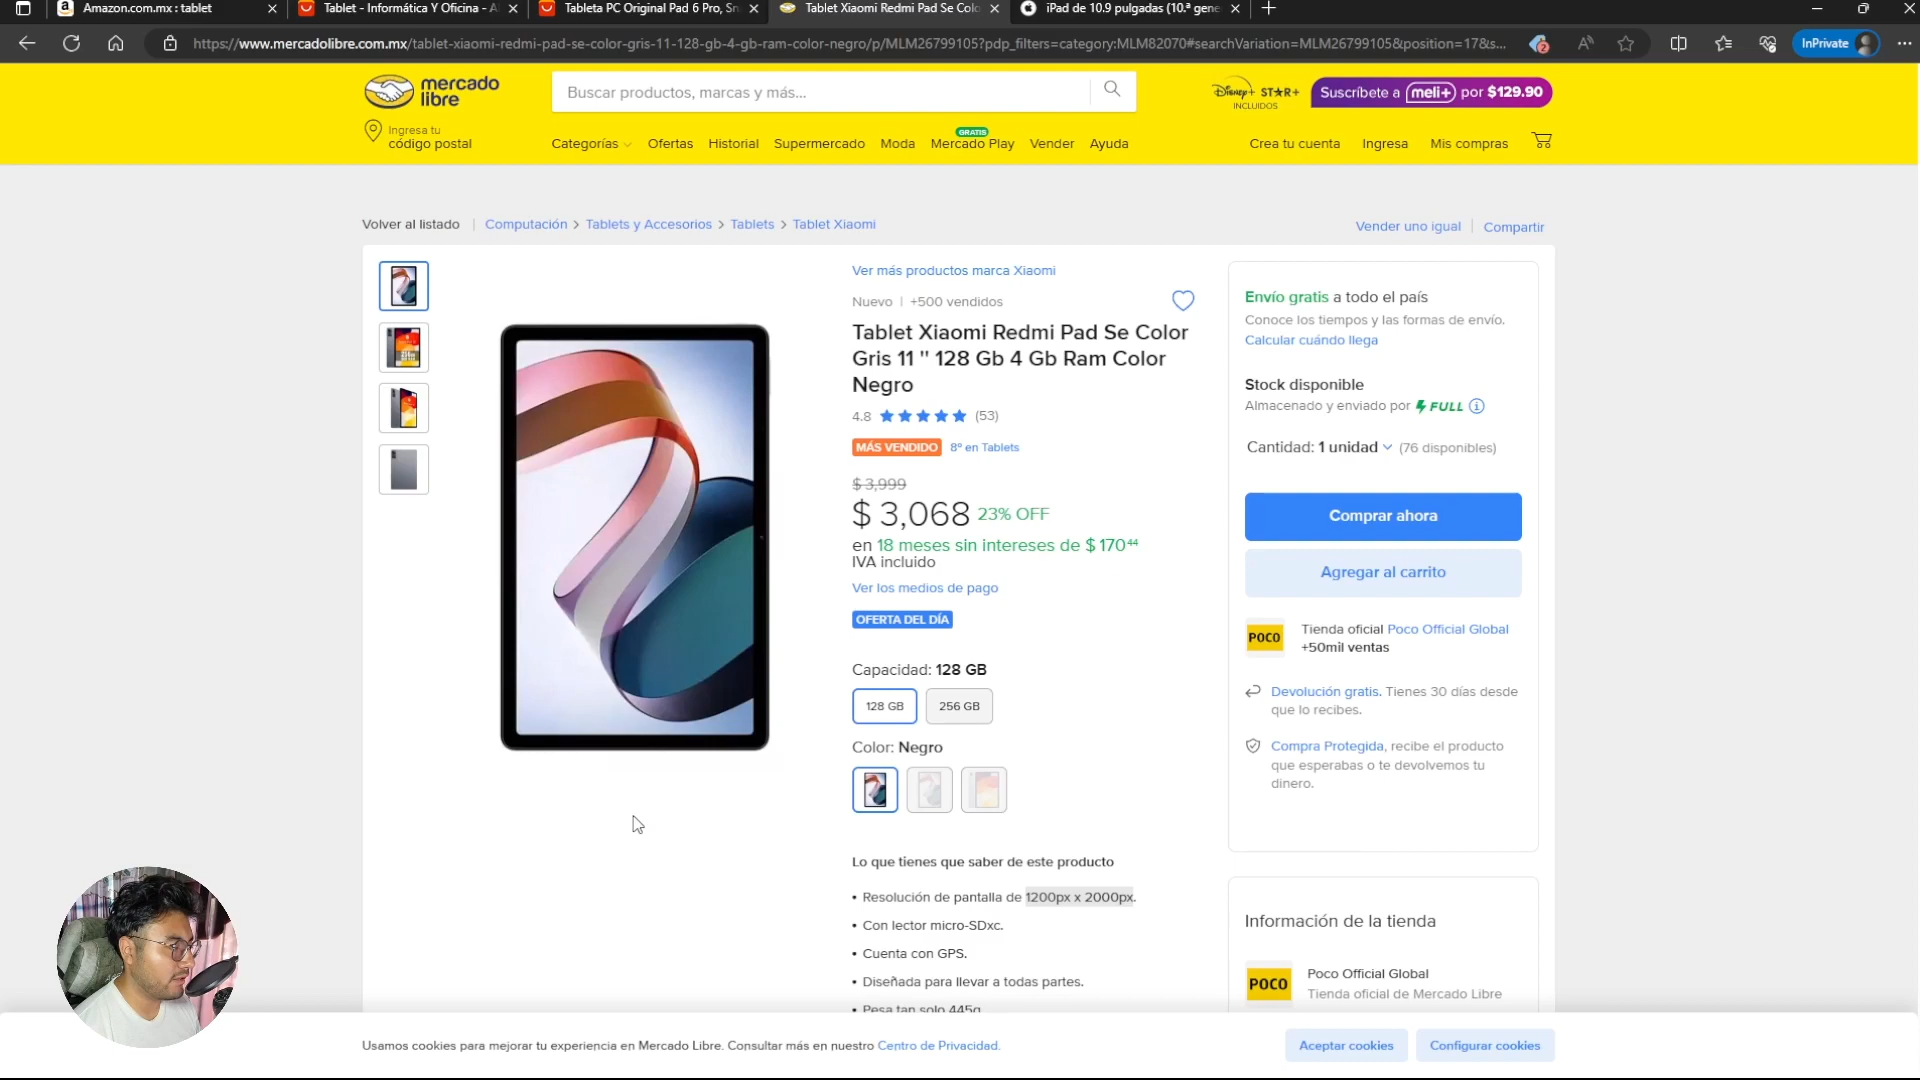 Amazon.com.mx : tablet
Tablet - Informática Y Oficina - A
Tableta PC Original Pad 6 Pro, Sn
Tablet Xiaomi Redmi Pad Se Colo
iPad de 10.9 pulgadas (10.ª gene
https://www.mercadolibre.com.mx/tablet-xiaomi-redmi-pad-se-color-gris-11-128-gb-4-gb-ram-color-negro/p/MLM26799105?pdp_filters=category:MLM82070#searchVariation=MLM26799105&position=17&s...
2
InPrivate
mercado
libre
Buscar productos, marcas y más...
Disney+ ST★R+
INCLUIDOS
Suscríbete a meli+ por $129.90
Ingresa tu
código postal
GRATIS
Categorías Ofertas Historial Supermercado Moda Mercado Play Vender Ayuda
Crea tu cuenta Ingresa Mis compras
Volver al listado | Computación > Tablets y Accesorios > Tablets > Tablet Xiaomi
Vender uno igual | Compartir
Ver más productos marca Xiaomi
Nuevo | +500 vendidos
Tablet Xiaomi Redmi Pad Se Color
Gris 11 '' 128 Gb 4 Gb Ram Color
Negro
4.8 ★★★★★ (53)
MÁS VENDIDO 8º en Tablets
$ 3,999
$ 3,068 23% OFF
en 18 meses sin intereses de $ 170⁴⁴
IVA incluido
Ver los medios de pago
OFERTA DEL DÍA
Capacidad: 128 GB
128 GB
256 GB
Color: Negro
Lo que tienes que saber de este producto
• Resolución de pantalla de 1200px x 2000px.
• Con lector micro-SDxc.
• Cuenta con GPS.
• Diseñada para llevar a todas partes.
• Pesa tan solo 445g
Envío gratis a todo el país
Conoce los tiempos y las formas de envío.
Calcular cuándo llega
Stock disponible
Almacenado y enviado por FULL
Cantidad: 1 unidad (76 disponibles)
Comprar ahora
Agregar al carrito
POCO
Tienda oficial Poco Official Global
+50mil ventas
Devolución gratis. Tienes 30 días desde
que lo recibes.
Compra Protegida, recibe el producto
que esperabas o te devolvemos tu
dinero.
Información de la tienda
POCO
Poco Official Global
Tienda oficial de Mercado Libre
Usamos cookies para mejorar tu experiencia en Mercado Libre. Consultar más en nuestro Centro de Privacidad.
Aceptar cookies
Configurar cookies